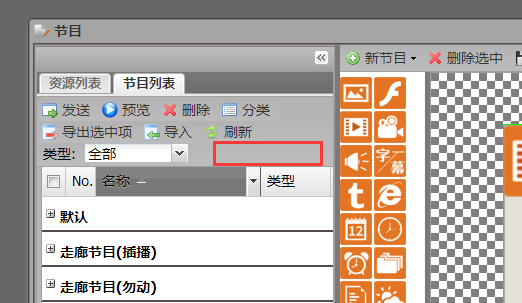 节目
新节目 删除选中
资源列表 节目列表
发送 预览 删除 分类
导出选项项 导入 刷新
类型: 全部
No. 名称 类型
默认
走廊节目(插播)
走廊节目(勿动)
字/幕
12